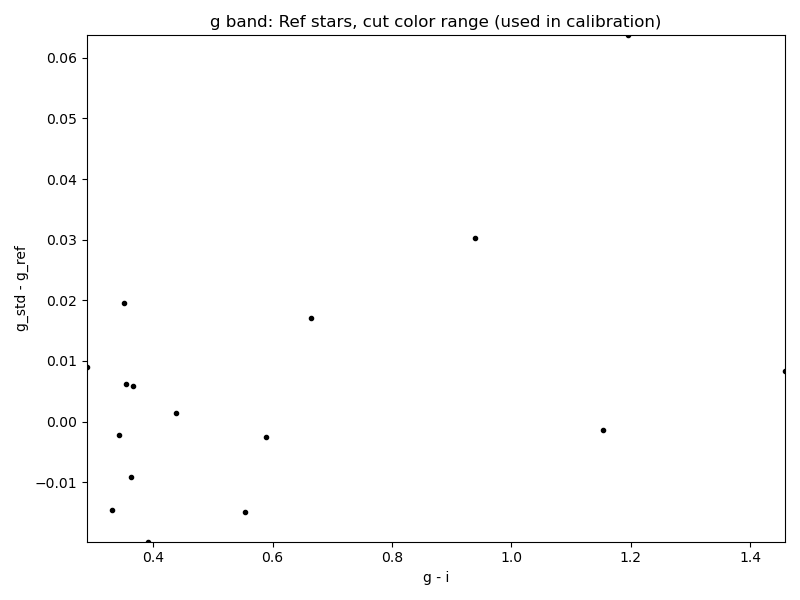 g band: Ref stars, cut color range (used in calibration)
0.06
0.05
0.04
0.03
0.02
0.01
0.00
−0.01
g_std - g_ref
0.4 0.6 0.8 1.0 1.2 1.4
g - i